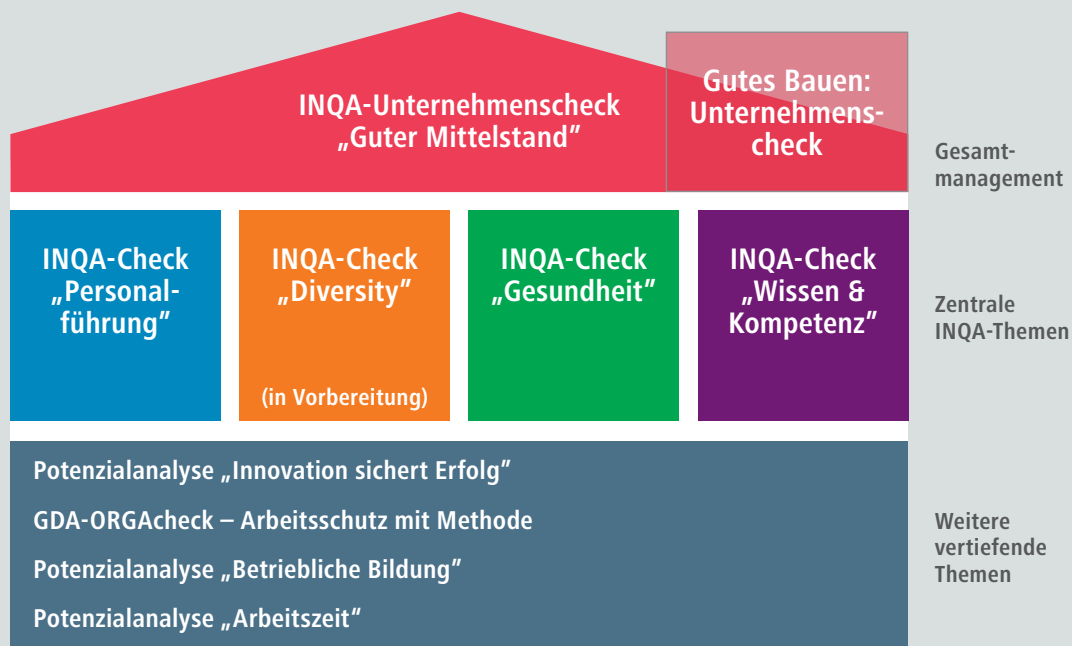 INQA-Unternehmenscheck
„Guter Mittelstand”
Gutes Bauen:
Unternehmens-
check
Gesamt-
management
INQA-Check
„Personal-
führung”
INQA-Check
„Diversity”
(in Vorbereitung)
INQA-Check
„Gesundheit”
INQA-Check
„Wissen &
Kompetenz”
Zentrale
INQA-Themen
Potenzialanalyse „Innovation sichert Erfolg”
GDA-ORGAcheck – Arbeitsschutz mit Methode
Potenzialanalyse „Betriebliche Bildung”
Potenzialanalyse „Arbeitszeit“
Weitere
vertiefende
Themen